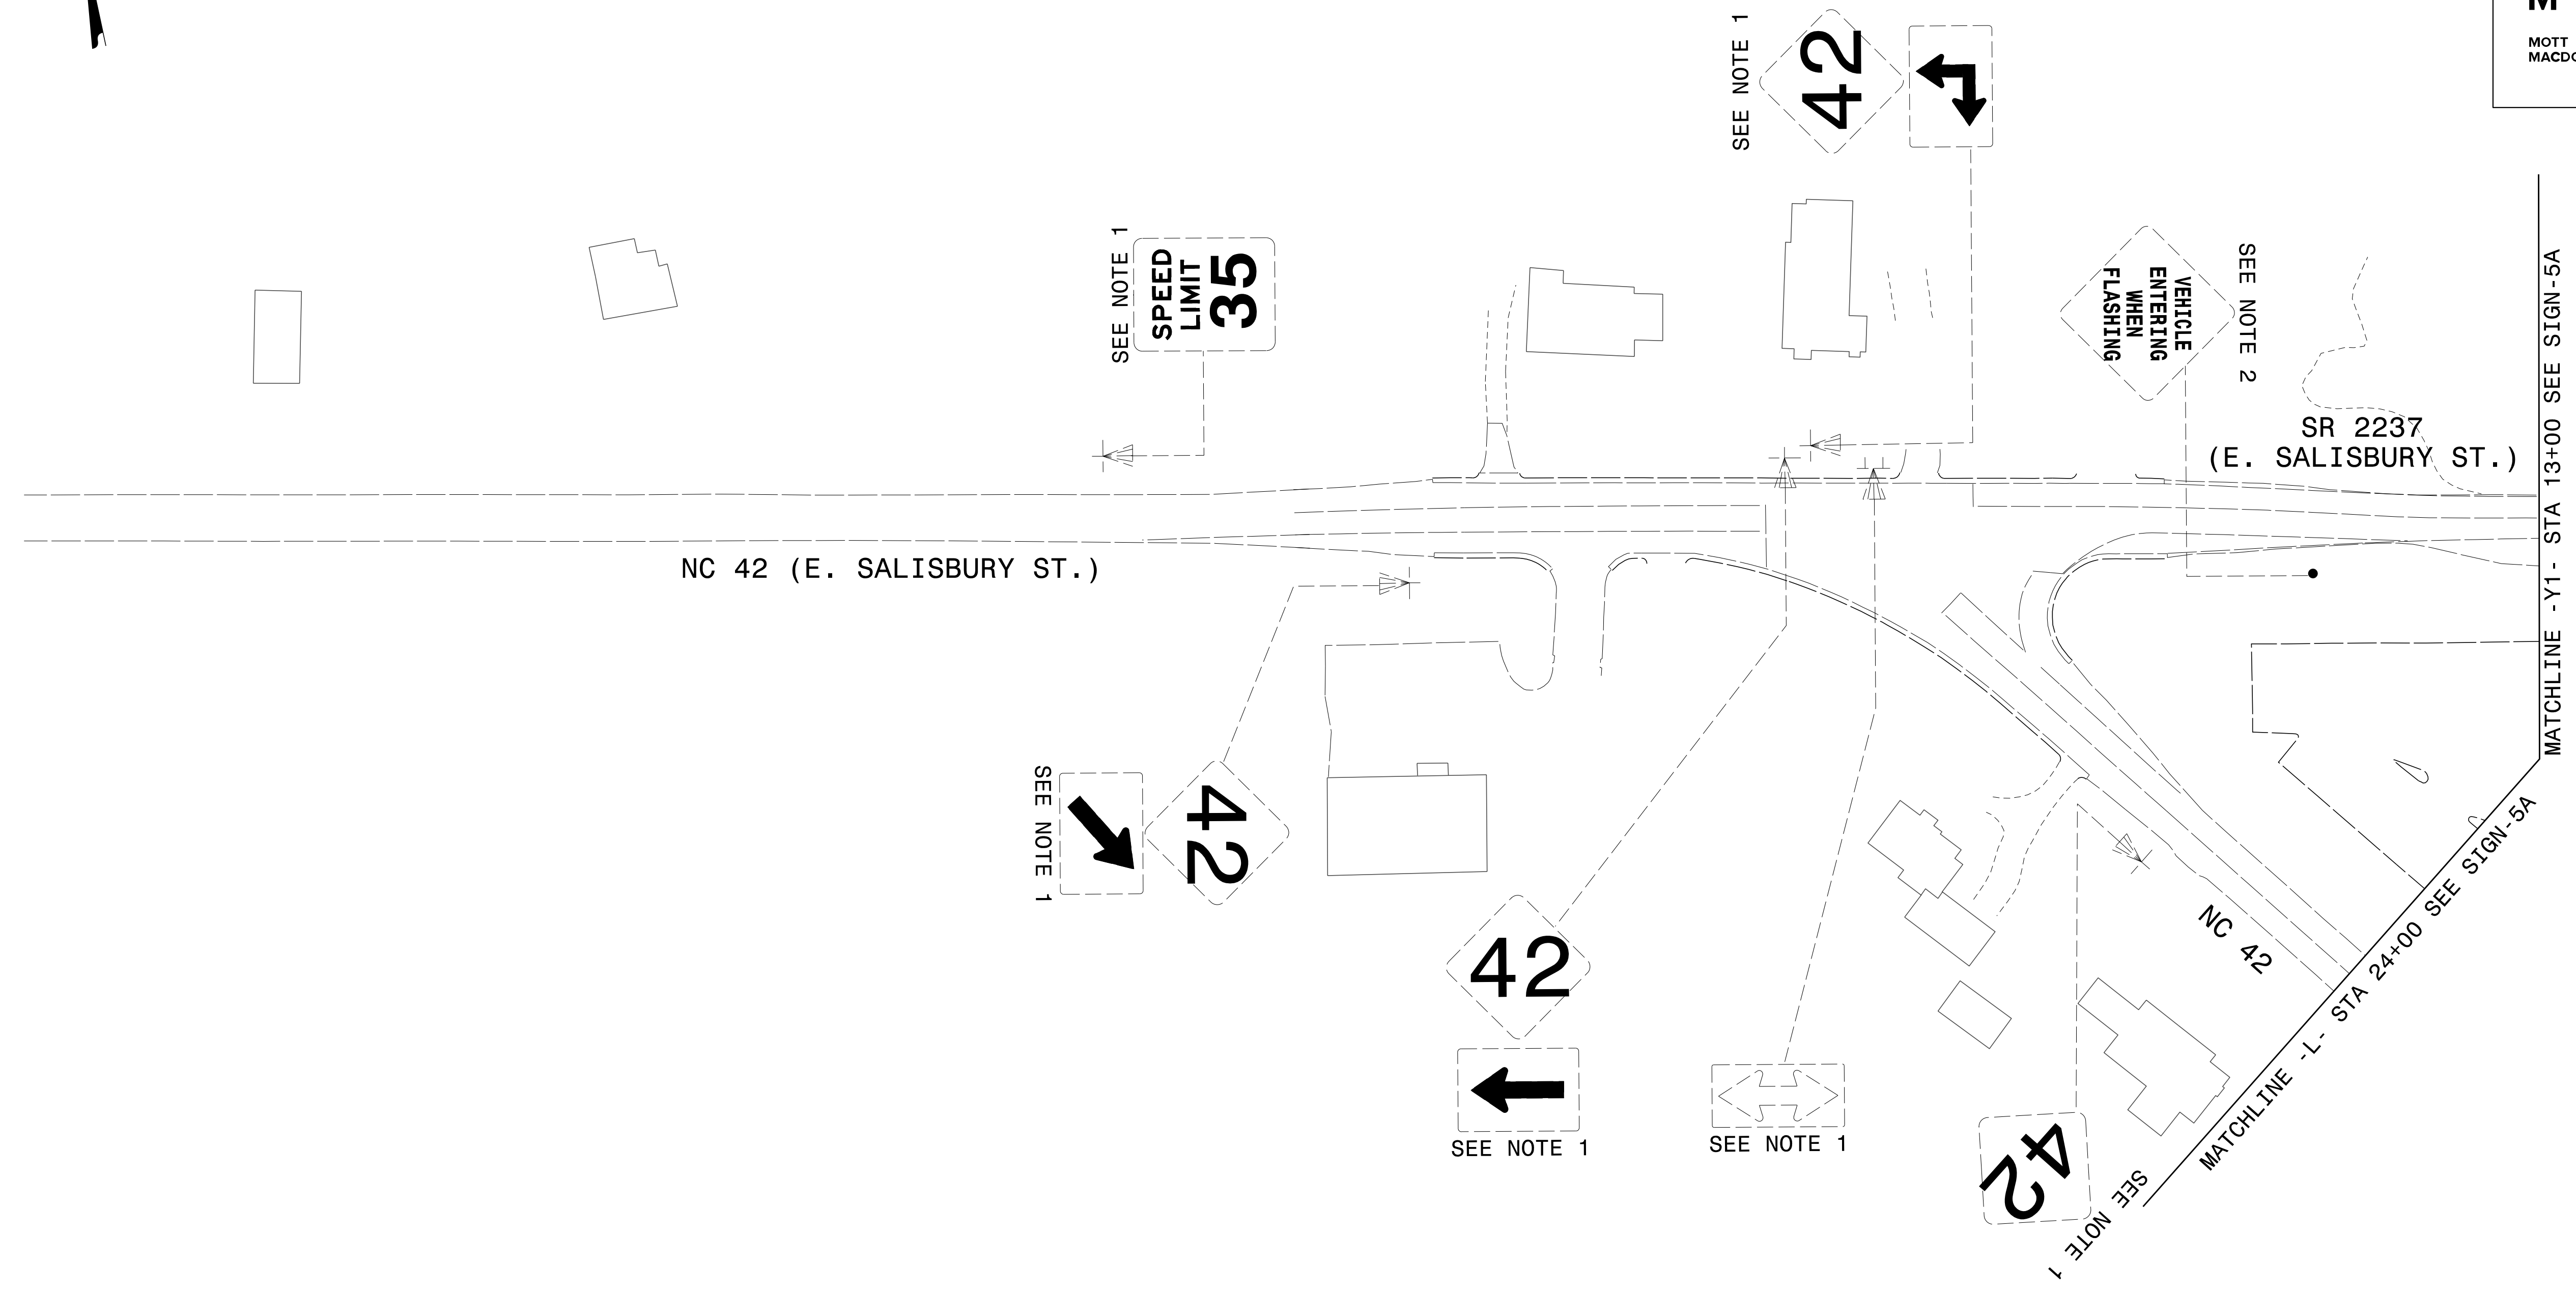 M
MOTT
MACDO
SEE NOTE 1
42
SEE NOTE 1
SPEED
LIMIT
35
VEHICLE
ENTERING
WHEN
FLASHING
SEE NOTE 2
SR 2237
(E. SALISBURY ST.)
MATCHLINE -Y1- STA 13+00 SEE SIGN-5A
NC 42 (E. SALISBURY ST.)
SEE NOTE 1
42
42
SEE NOTE 1
SEE NOTE 1
NC 42
42
SEE NOTE 1
MATCHLINE -L- STA 24+00 SEE SIGN-5A